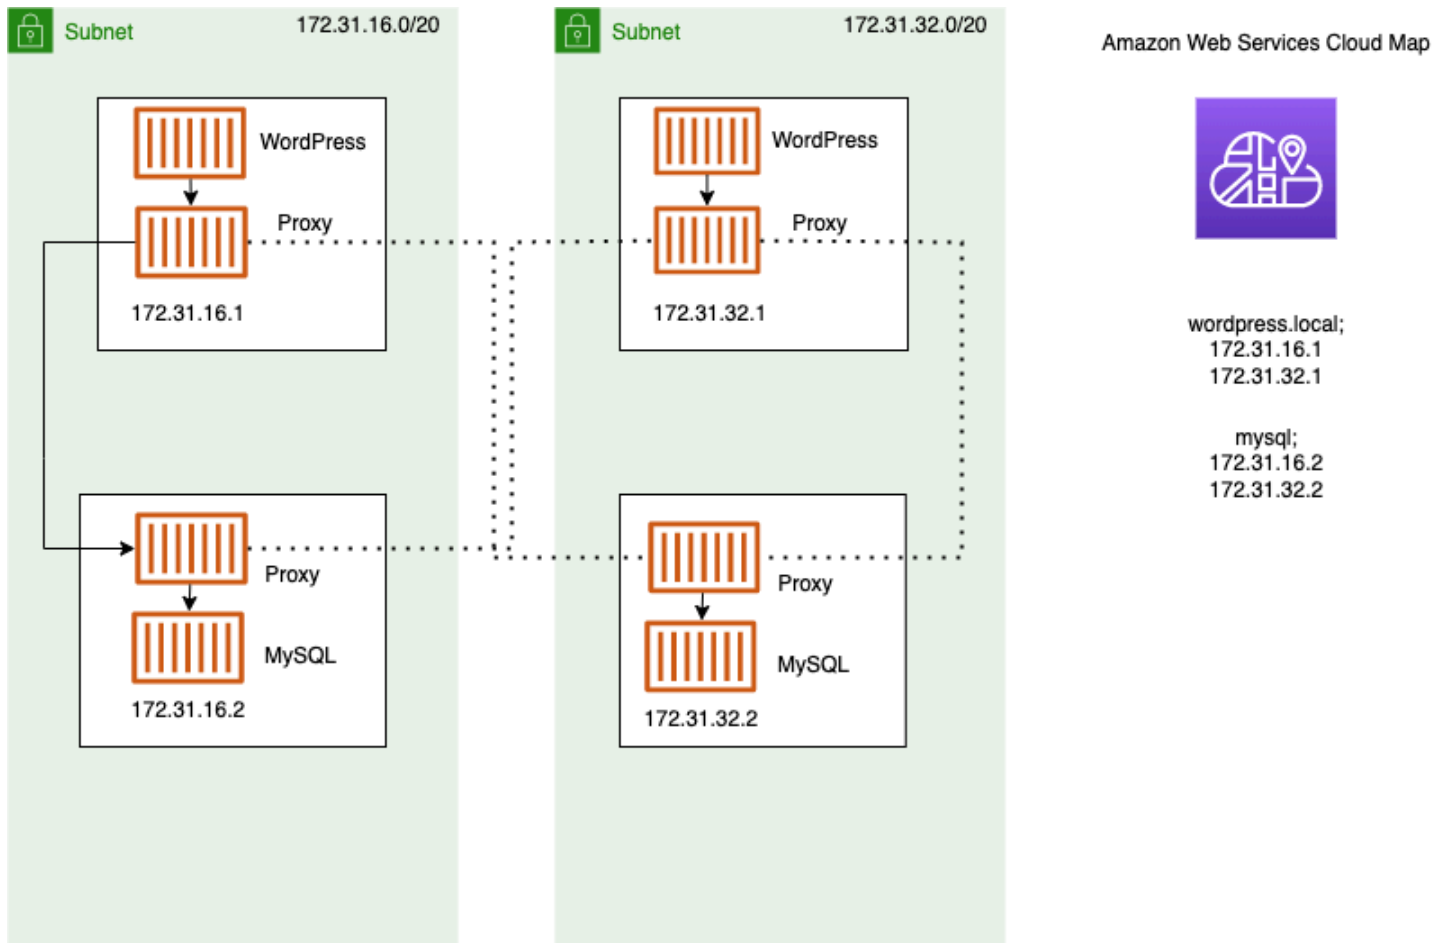 Subnet
172.31.16.0/20
WordPress
Proxy
172.31.16.1
Proxy
MySQL
172.31.16.2
Subnet
172.31.32.0/20
WordPress
Proxy
172.31.32.1
Proxy
MySQL
172.31.32.2
Amazon Web Services Cloud Map
wordpress.local;
172.31.16.1
172.31.32.1
mysql;
172.31.16.2
172.31.32.2